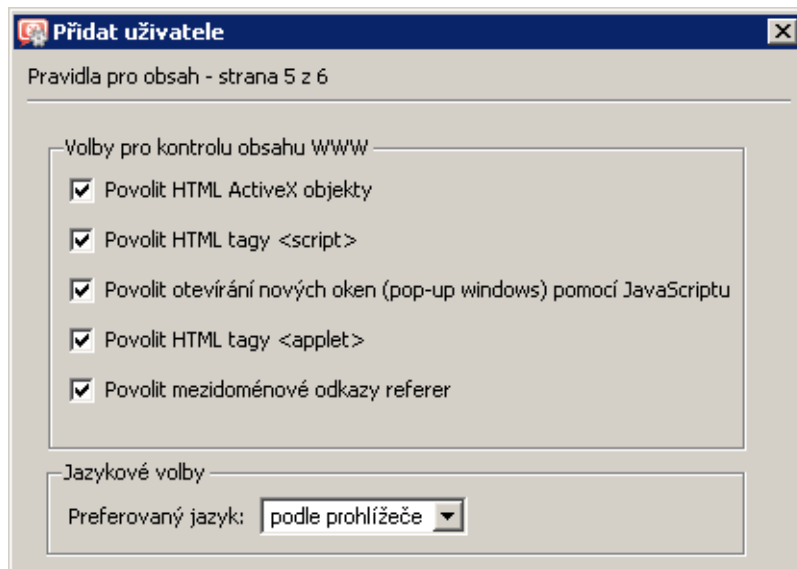 Přidat uživatele
Pravidla pro obsah - strana 5 z 6
Volby pro kontrolu obsahu WWW
Povolit HTML ActiveX objekty
Povolit HTML tagy <script>
Povolit otevírání nových oken (pop-up windows) pomocí JavaScriptu
Povolit HTML tagy <applet>
Povolit mezidoménové odkazy referer
Jazykové volby
Preferovaný jazyk: podle prohlížeče